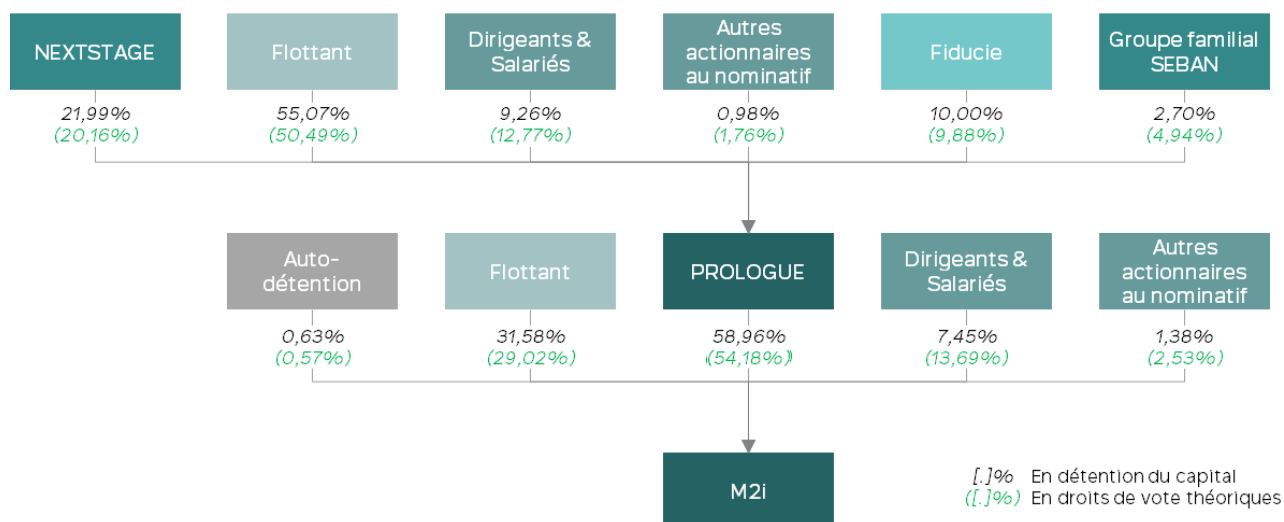 NEXTSTAGE
Flottant
Dirigeants &
Salariés
Autres
actionnaires
au nominatif
Fiducie
Groupe familial
SEBAN
21,99%
(20,16%)
55,07%
(50,49%)
9,26%
(12,77%)
0,98%
(1,76%)
10,00%
(9,88%)
2,70%
(4,94%)
Auto-
détention
Flottant
PROLOGUE
Dirigeants &
Salariés
Autres
actionnaires
au nominatif
0,63%
(0,57%)
31,58%
(29,02%)
58,96%
(54,18%)
7,45%
(13,69%)
1,38%
(2,53%)
M2i
[.]% En détention du capital
([.]%) En droits de vote théoriques